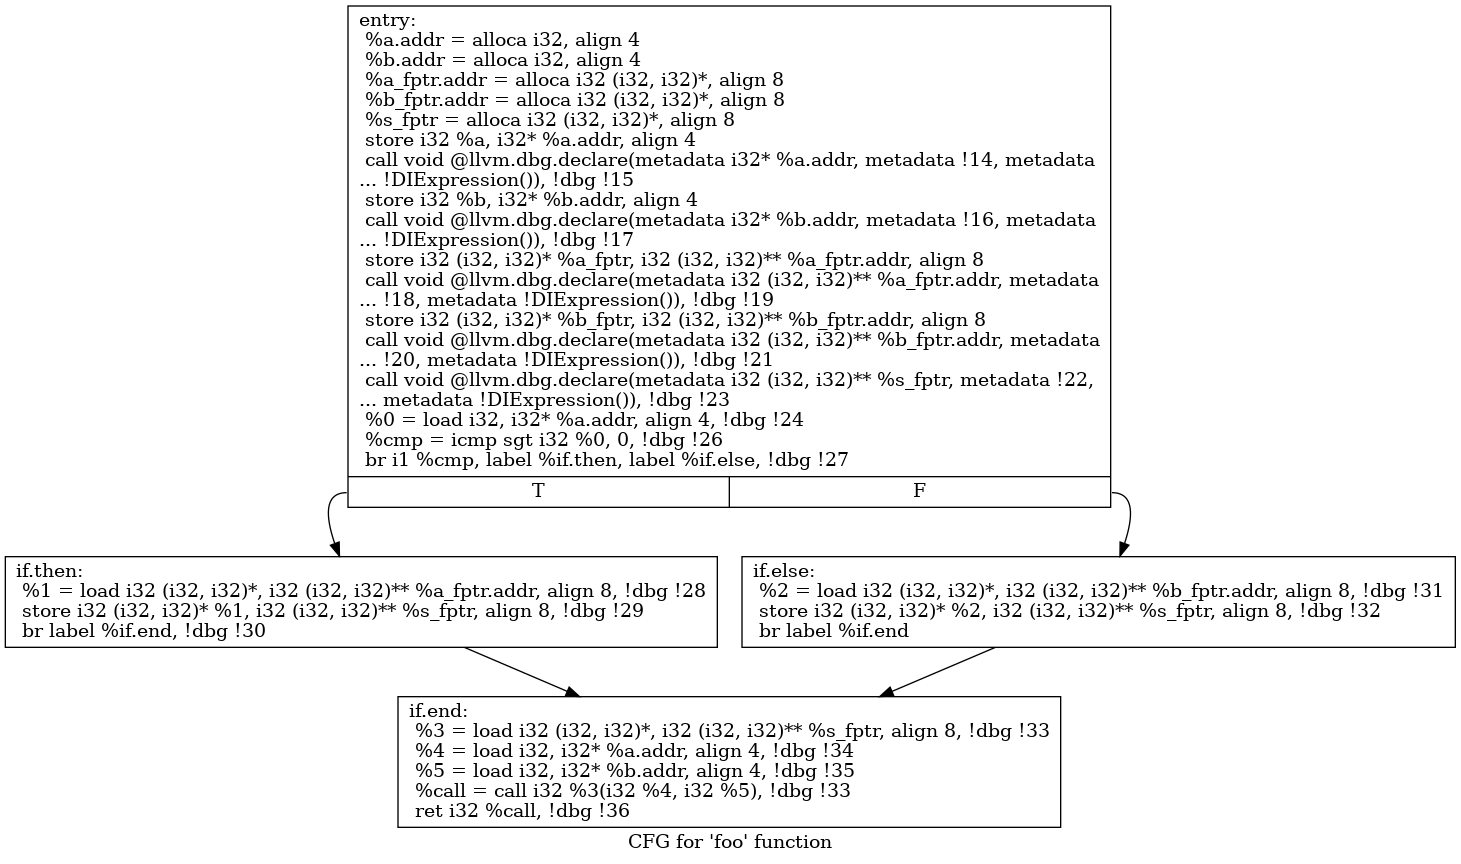 entry:
%a.addr = alloca i32, align 4
%b.addr = alloca i32, align 4
%a_fptr.addr = alloca i32 (i32, i32)*, align 8
%b_fptr.addr = alloca i32 (i32, i32)*, align 8
%s_fptr = alloca i32 (i32, i32)*, align 8
store i32 %a, i32* %a.addr, align 4
call void @llvm.dbg.declare(metadata i32* %a.addr, metadata !14, metadata
... !DIExpression()), !dbg !15
store i32 %b, i32* %b.addr, align 4
call void @llvm.dbg.declare(metadata i32* %b.addr, metadata !16, metadata
... !DIExpression()), !dbg !17
store i32 (i32, i32)* %a_fptr, i32 (i32, i32)** %a_fptr.addr, align 8
call void @llvm.dbg.declare(metadata i32 (i32, i32)** %a_fptr.addr, metadata
... !18, metadata !DIExpression()), !dbg !19
store i32 (i32, i32)* %b_fptr, i32 (i32, i32)** %b_fptr.addr, align 8
call void @llvm.dbg.declare(metadata i32 (i32, i32)** %b_fptr.addr, metadata
... !20, metadata !DIExpression()), !dbg !21
call void @llvm.dbg.declare(metadata i32 (i32, i32)** %s_fptr, metadata !22,
... metadata !DIExpression()), !dbg !23
%0 = load i32, i32* %a.addr, align 4, !dbg !24
%cmp = icmp sgt i32 %0, 0, !dbg !26
br i1 %cmp, label %if.then, label %if.else, !dbg !27
T
F
if.then:
%1 = load i32 (i32, i32)*, i32 (i32, i32)** %a_fptr.addr, align 8, !dbg !28
store i32 (i32, i32)* %1, i32 (i32, i32)** %s_fptr, align 8, !dbg !29
br label %if.end, !dbg !30
if.else:
%2 = load i32 (i32, i32)*, i32 (i32, i32)** %b_fptr.addr, align 8, !dbg !31
store i32 (i32, i32)* %2, i32 (i32, i32)** %s_fptr, align 8, !dbg !32
br label %if.end
if.end:
%3 = load i32 (i32, i32)*, i32 (i32, i32)** %s_fptr, align 8, !dbg !33
%4 = load i32, i32* %a.addr, align 4, !dbg !34
%5 = load i32, i32* %b.addr, align 4, !dbg !35
%call = call i32 %3(i32 %4, i32 %5), !dbg !33
ret i32 %call, !dbg !36
CFG for 'foo' function